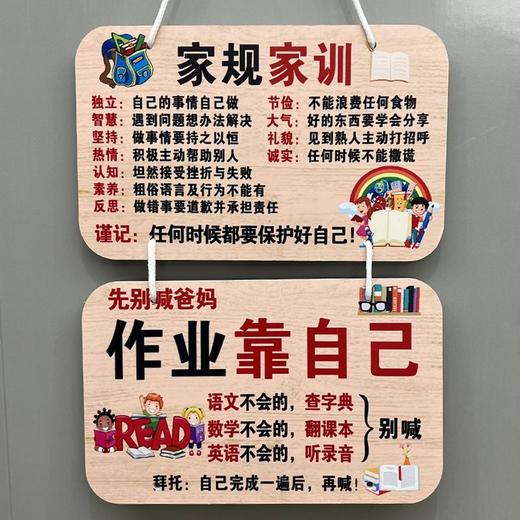 家规家训
独立：自己的事情自己做
智慧：遇到问题想办法解决
坚持：做事情要持之以恒
热情：积极主动帮助别人
认知：坦然接受挫折与失败
素养：粗俗语言及行为不能有
反思：做错事要道歉并承担责任
节俭：不能浪费任何食物
大气：好的东西要学会分享
礼貌：见到熟人主动打招呼
诚实：任何时候不能撒谎
谨记：任何时候都要保护好自己！
先别喊爸妈
作业靠自己
READ
语文不会的，查字典
数学不会的，翻课本
英语不会的，听录音
别喊
拜托：自己完成一遍后，再喊！